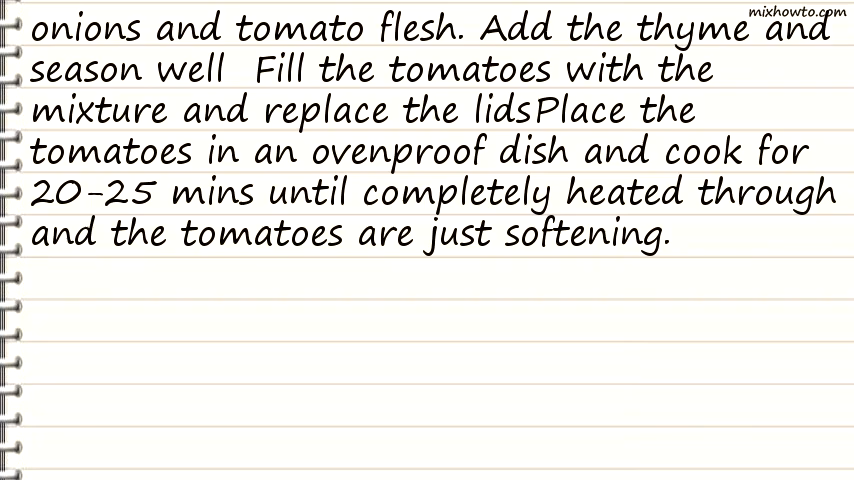 mixhowto.com
onions and tomato flesh. Add the thyme and
season well  Fill the tomatoes with the
mixture and replace the lidsPlace the
tomatoes in an ovenproof dish and cook for
20-25 mins until completely heated through
and the tomatoes are just softening.